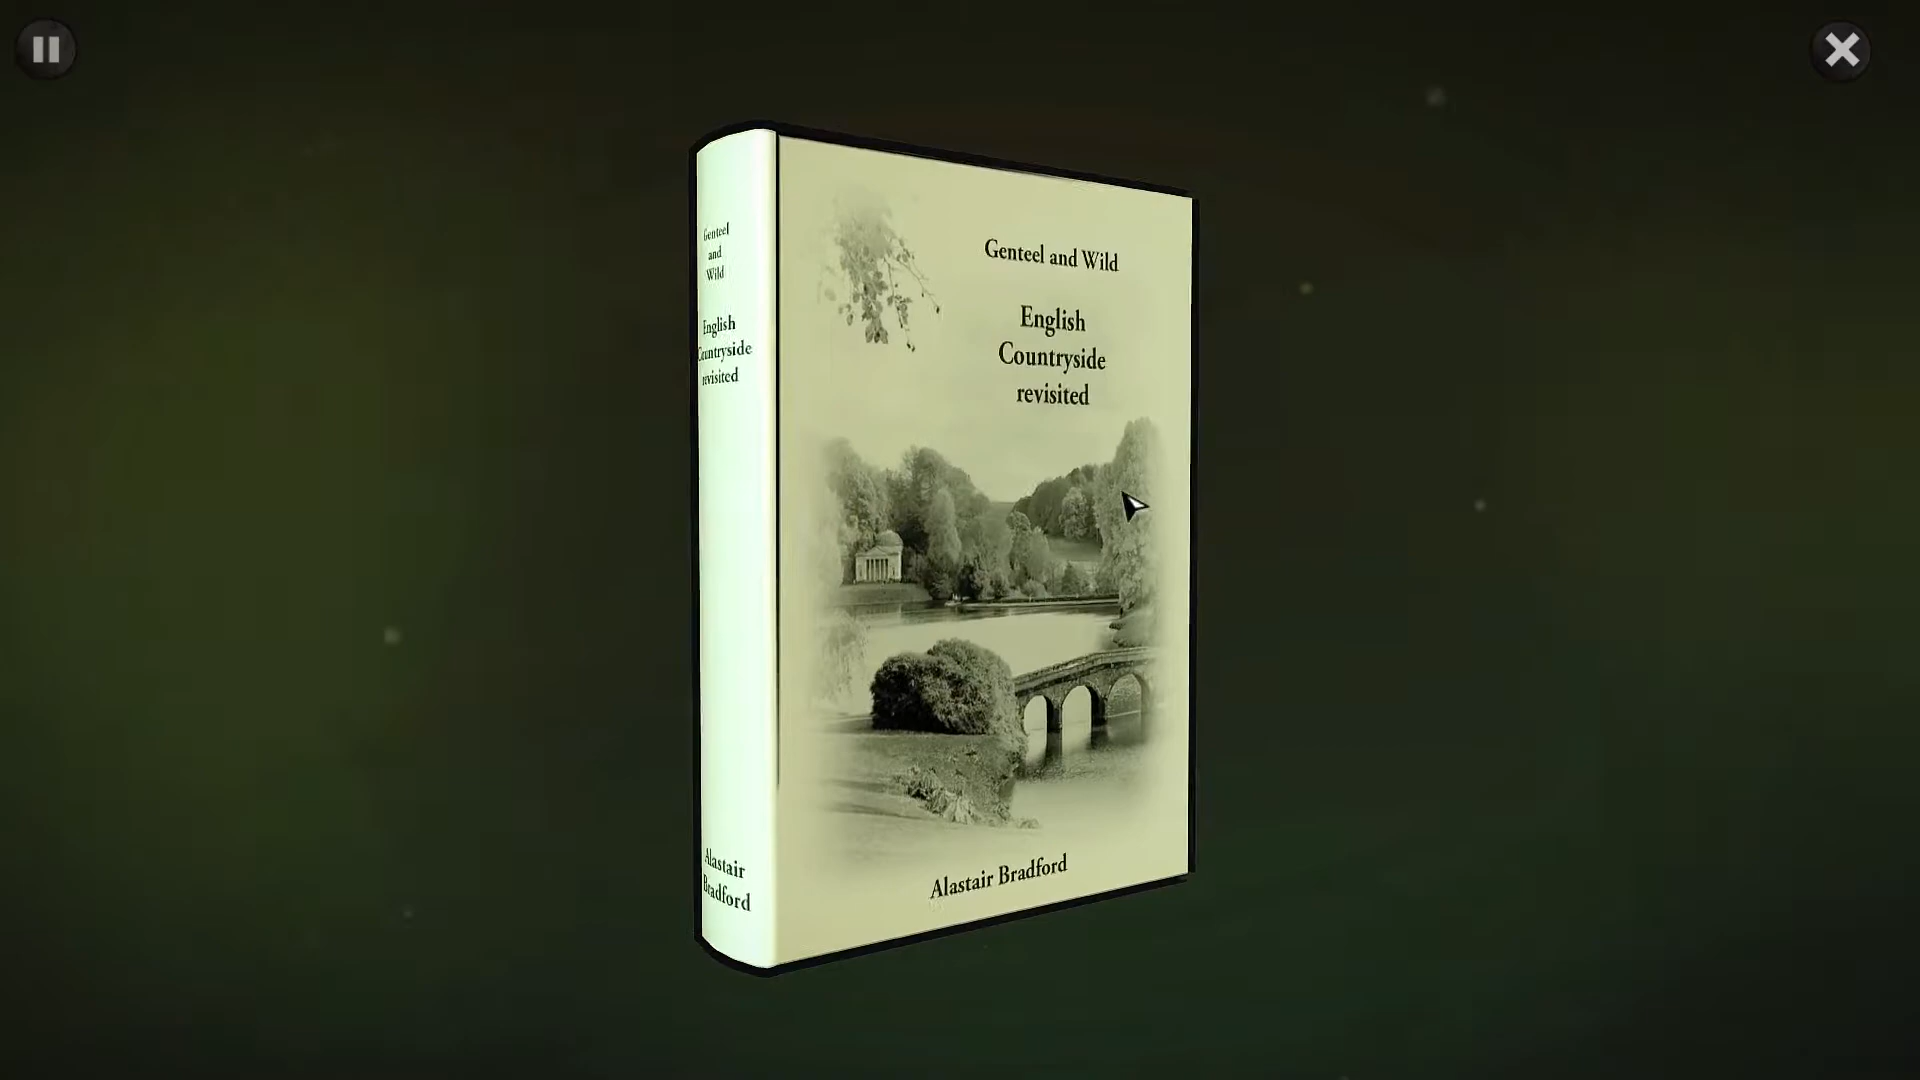 Genteel
and
Wild
English
Countryside
revisited
Alastair
Bradford
Genteel and Wild
English
Countryside
revisited
Alastair Bradford